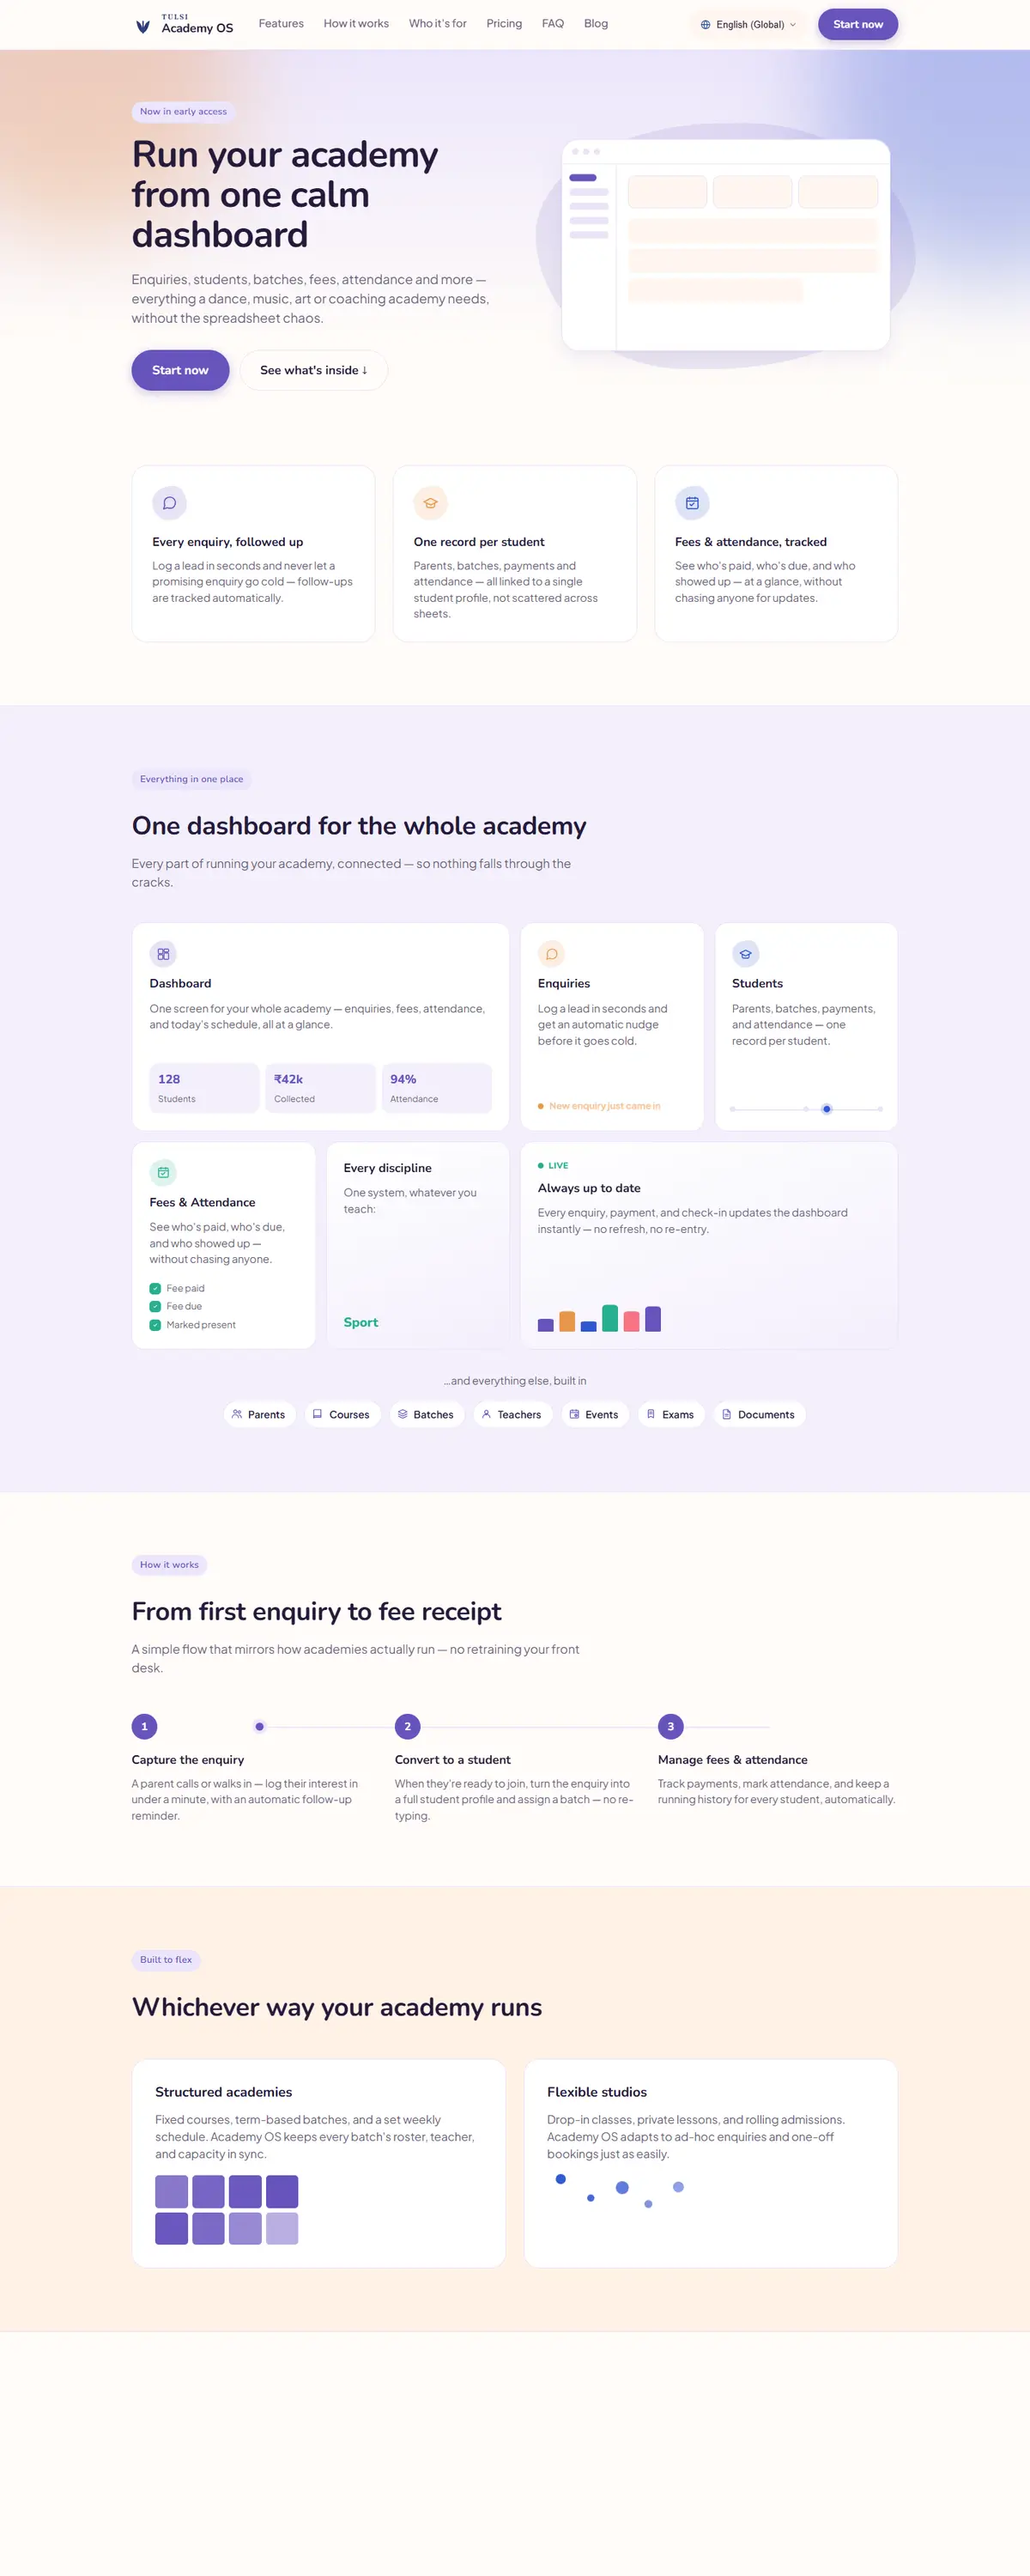 TULSI
Academy OS
Features
How it works
Who it's for
Pricing
FAQ
Blog
English (Global)
Start now
Now in early access
Run your academy
from one calm
dashboard
Enquiries, students, batches, fees, attendance and more —
everything a dance, music, art or coaching academy needs,
without the spreadsheet chaos.
Start now
See what's inside ↓
Every enquiry, followed up
Log a lead in seconds and never let a
promising enquiry go cold — follow-ups
are tracked automatically.
One record per student
Parents, batches, payments and
attendance — all linked to a single
student profile, not scattered across
sheets.
Fees & attendance, tracked
See who's paid, who's due, and who
showed up — at a glance, without
chasing anyone for updates.
Everything in one place
One dashboard for the whole academy
Every part of running your academy, connected — so nothing falls through the
cracks.
Dashboard
One screen for your whole academy — enquiries, fees, attendance,
and today's schedule, all at a glance.
128
Students
₹42k
Collected
94%
Attendance
Enquiries
Log a lead in seconds and
get an automatic nudge
before it goes cold.
New enquiry just came in
Students
Parents, batches, payments,
and attendance — one
record per student.
Fees & Attendance
See who's paid, who's due,
and who showed up —
without chasing anyone.
Fee paid
Fee due
Marked present
Every discipline
One system, whatever you
teach:
Sport
LIVE
Always up to date
Every enquiry, payment, and check-in updates the dashboard
instantly — no refresh, no re-entry.
...and everything else, built in
Parents
Courses
Batches
Teachers
Events
Exams
Documents
How it works
From first enquiry to fee receipt
A simple flow that mirrors how academies actually run — no retraining your front
desk.
1
2
3
Capture the enquiry
A parent calls or walks in — log their interest in
under a minute, with an automatic follow-up
reminder.
Convert to a student
When they're ready to join, turn the enquiry into
a full student profile and assign a batch — no re-
typing.
Manage fees & attendance
Track payments, mark attendance, and keep a
running history for every student, automatically.
Built to flex
Whichever way your academy runs
Structured academies
Fixed courses, term-based batches, and a set weekly
schedule. Academy OS keeps every batch's roster, teacher,
and capacity in sync.
Flexible studios
Drop-in classes, private lessons, and rolling admissions.
Academy OS adapts to ad-hoc enquiries and one-off
bookings just as easily.